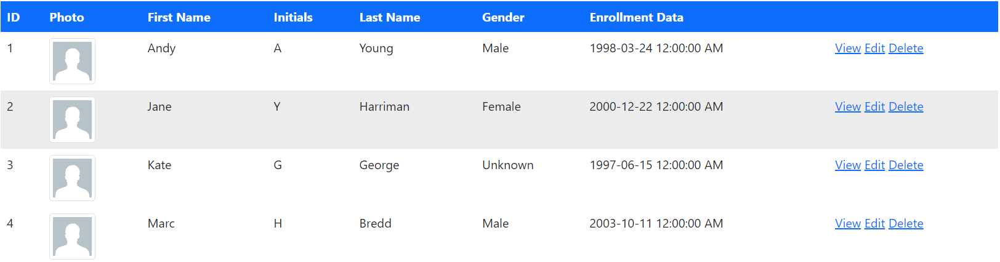 ID Photo First Name Initials Last Name Gender Enrollment Data
1 Andy A Young Male 1998-03-24 12:00:00 AM View Edit Delete
2 Jane Y Harriman Female 2000-12-22 12:00:00 AM View Edit Delete
3 Kate G George Unknown 1997-06-15 12:00:00 AM View Edit Delete
4 Marc H Bredd Male 2003-10-11 12:00:00 AM View Edit Delete